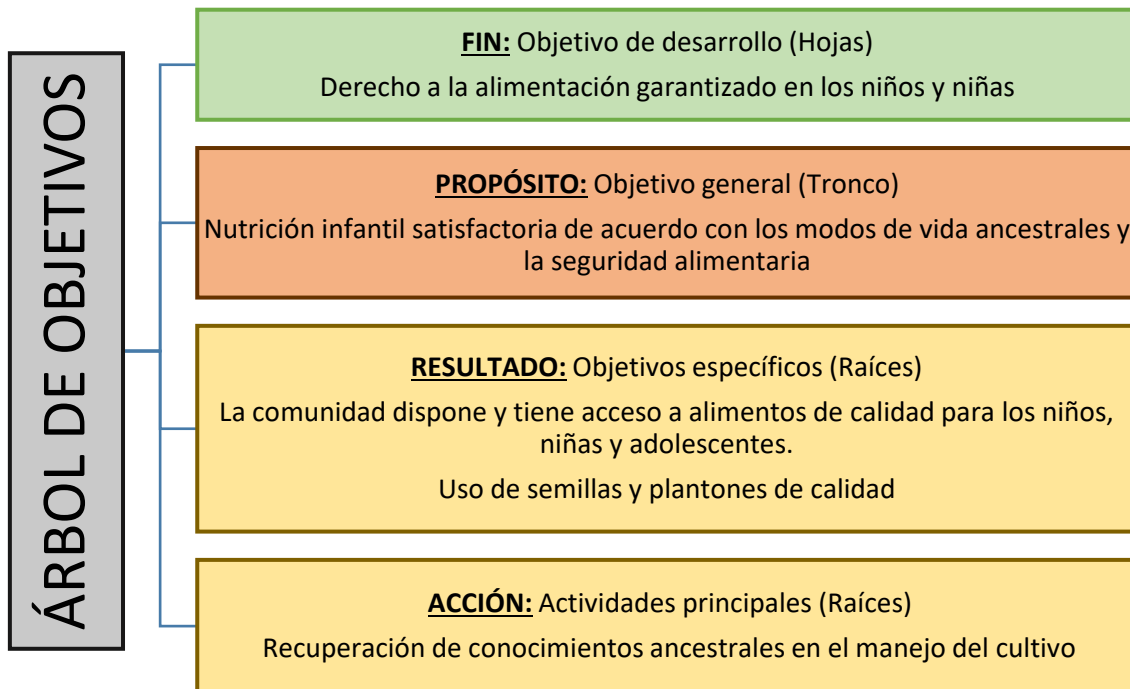 ÁRBOL DE OBJETIVOS
FIN: Objetivo de desarrollo (Hojas)
Derecho a la alimentación garantizado en los niños y niñas
PROPÓSITO: Objetivo general (Tronco)
Nutrición infantil satisfactoria de acuerdo con los modos de vida ancestrales y
la seguridad alimentaria
RESULTADO: Objetivos específicos (Raíces)
La comunidad dispone y tiene acceso a alimentos de calidad para los niños,
niñas y adolescentes.
Uso de semillas y plantones de calidad
ACCIÓN: Actividades principales (Raíces)
Recuperación de conocimientos ancestrales en el manejo del cultivo